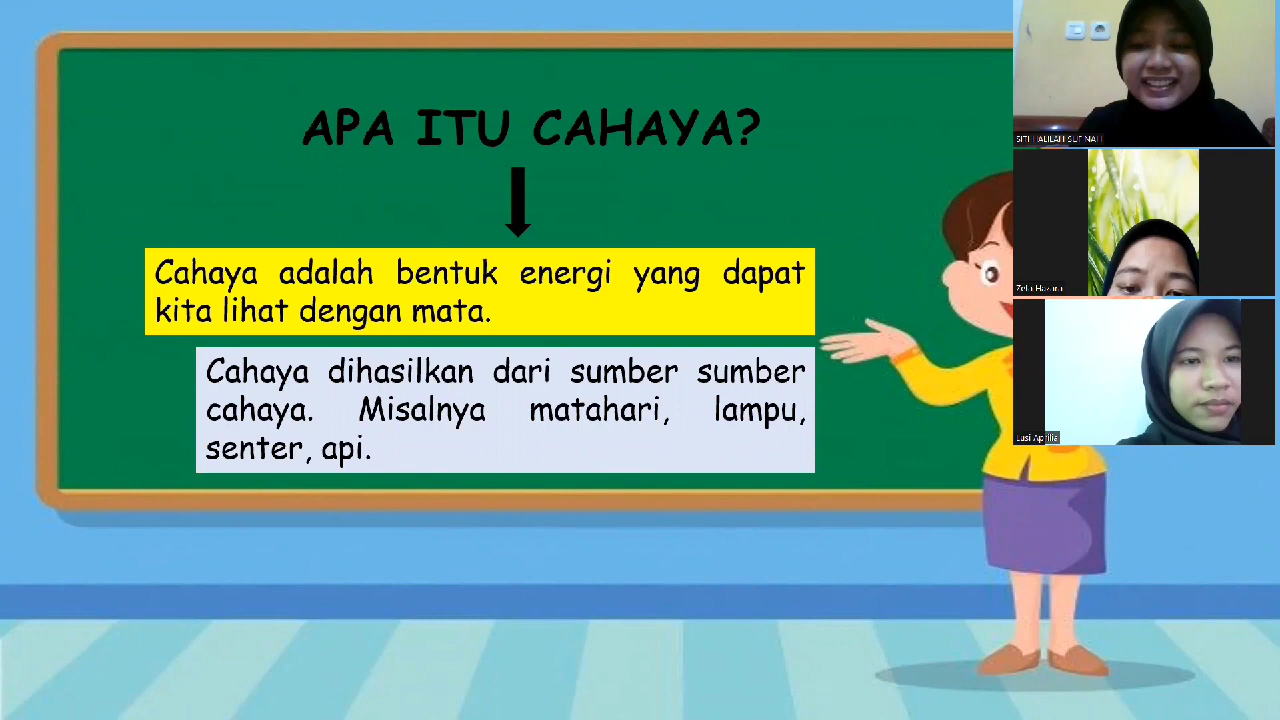 APA ITU CAHAYA?
Cahaya adalah bentuk energi yang dapat
kita lihat dengan mata.
Cahaya dihasilkan dari sumber sumber
cahaya. Misalnya matahari, lampu,
senter, api.
Lusi Aprilia